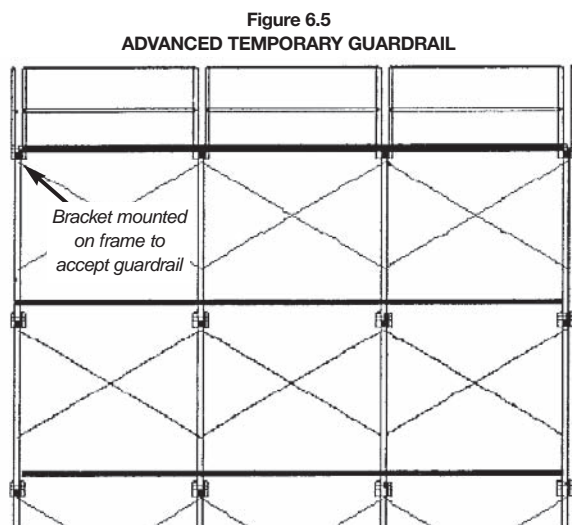 Figure 6.5
ADVANCED TEMPORARY GUARDRAIL
Bracket mounted
on frame to
accept guardrail